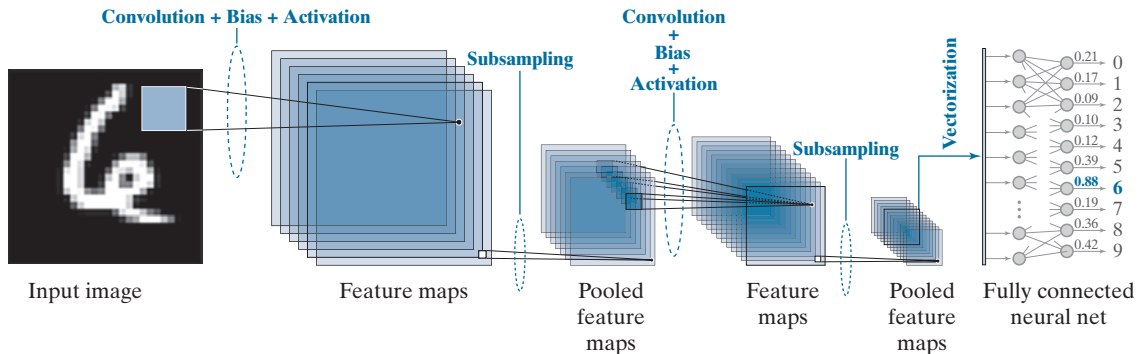 Convolution + Bias + Activation
Subsampling
Convolution
+
Bias
+
Activation
Subsampling
Vectorization
0.21 0
0.17 1
0.09 2
0.10 3
0.12 4
0.39 5
0.88 6
0.19 7
0.36 8
0.42 9
Input image
Feature maps
Pooled
feature
maps
Feature
maps
Pooled
feature maps
Fully connected
neural net